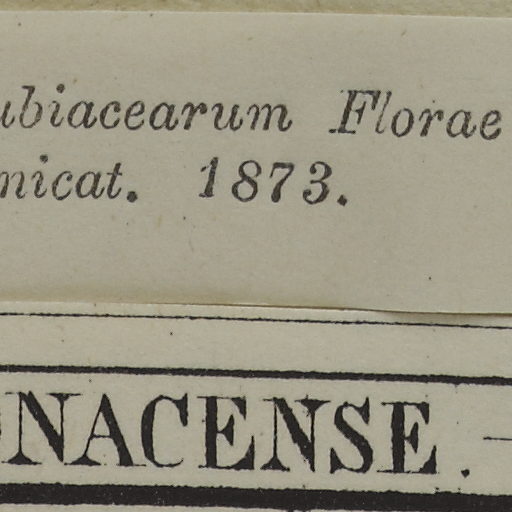 ubiacearum Florae
nicat. 1873.
NACENSE.